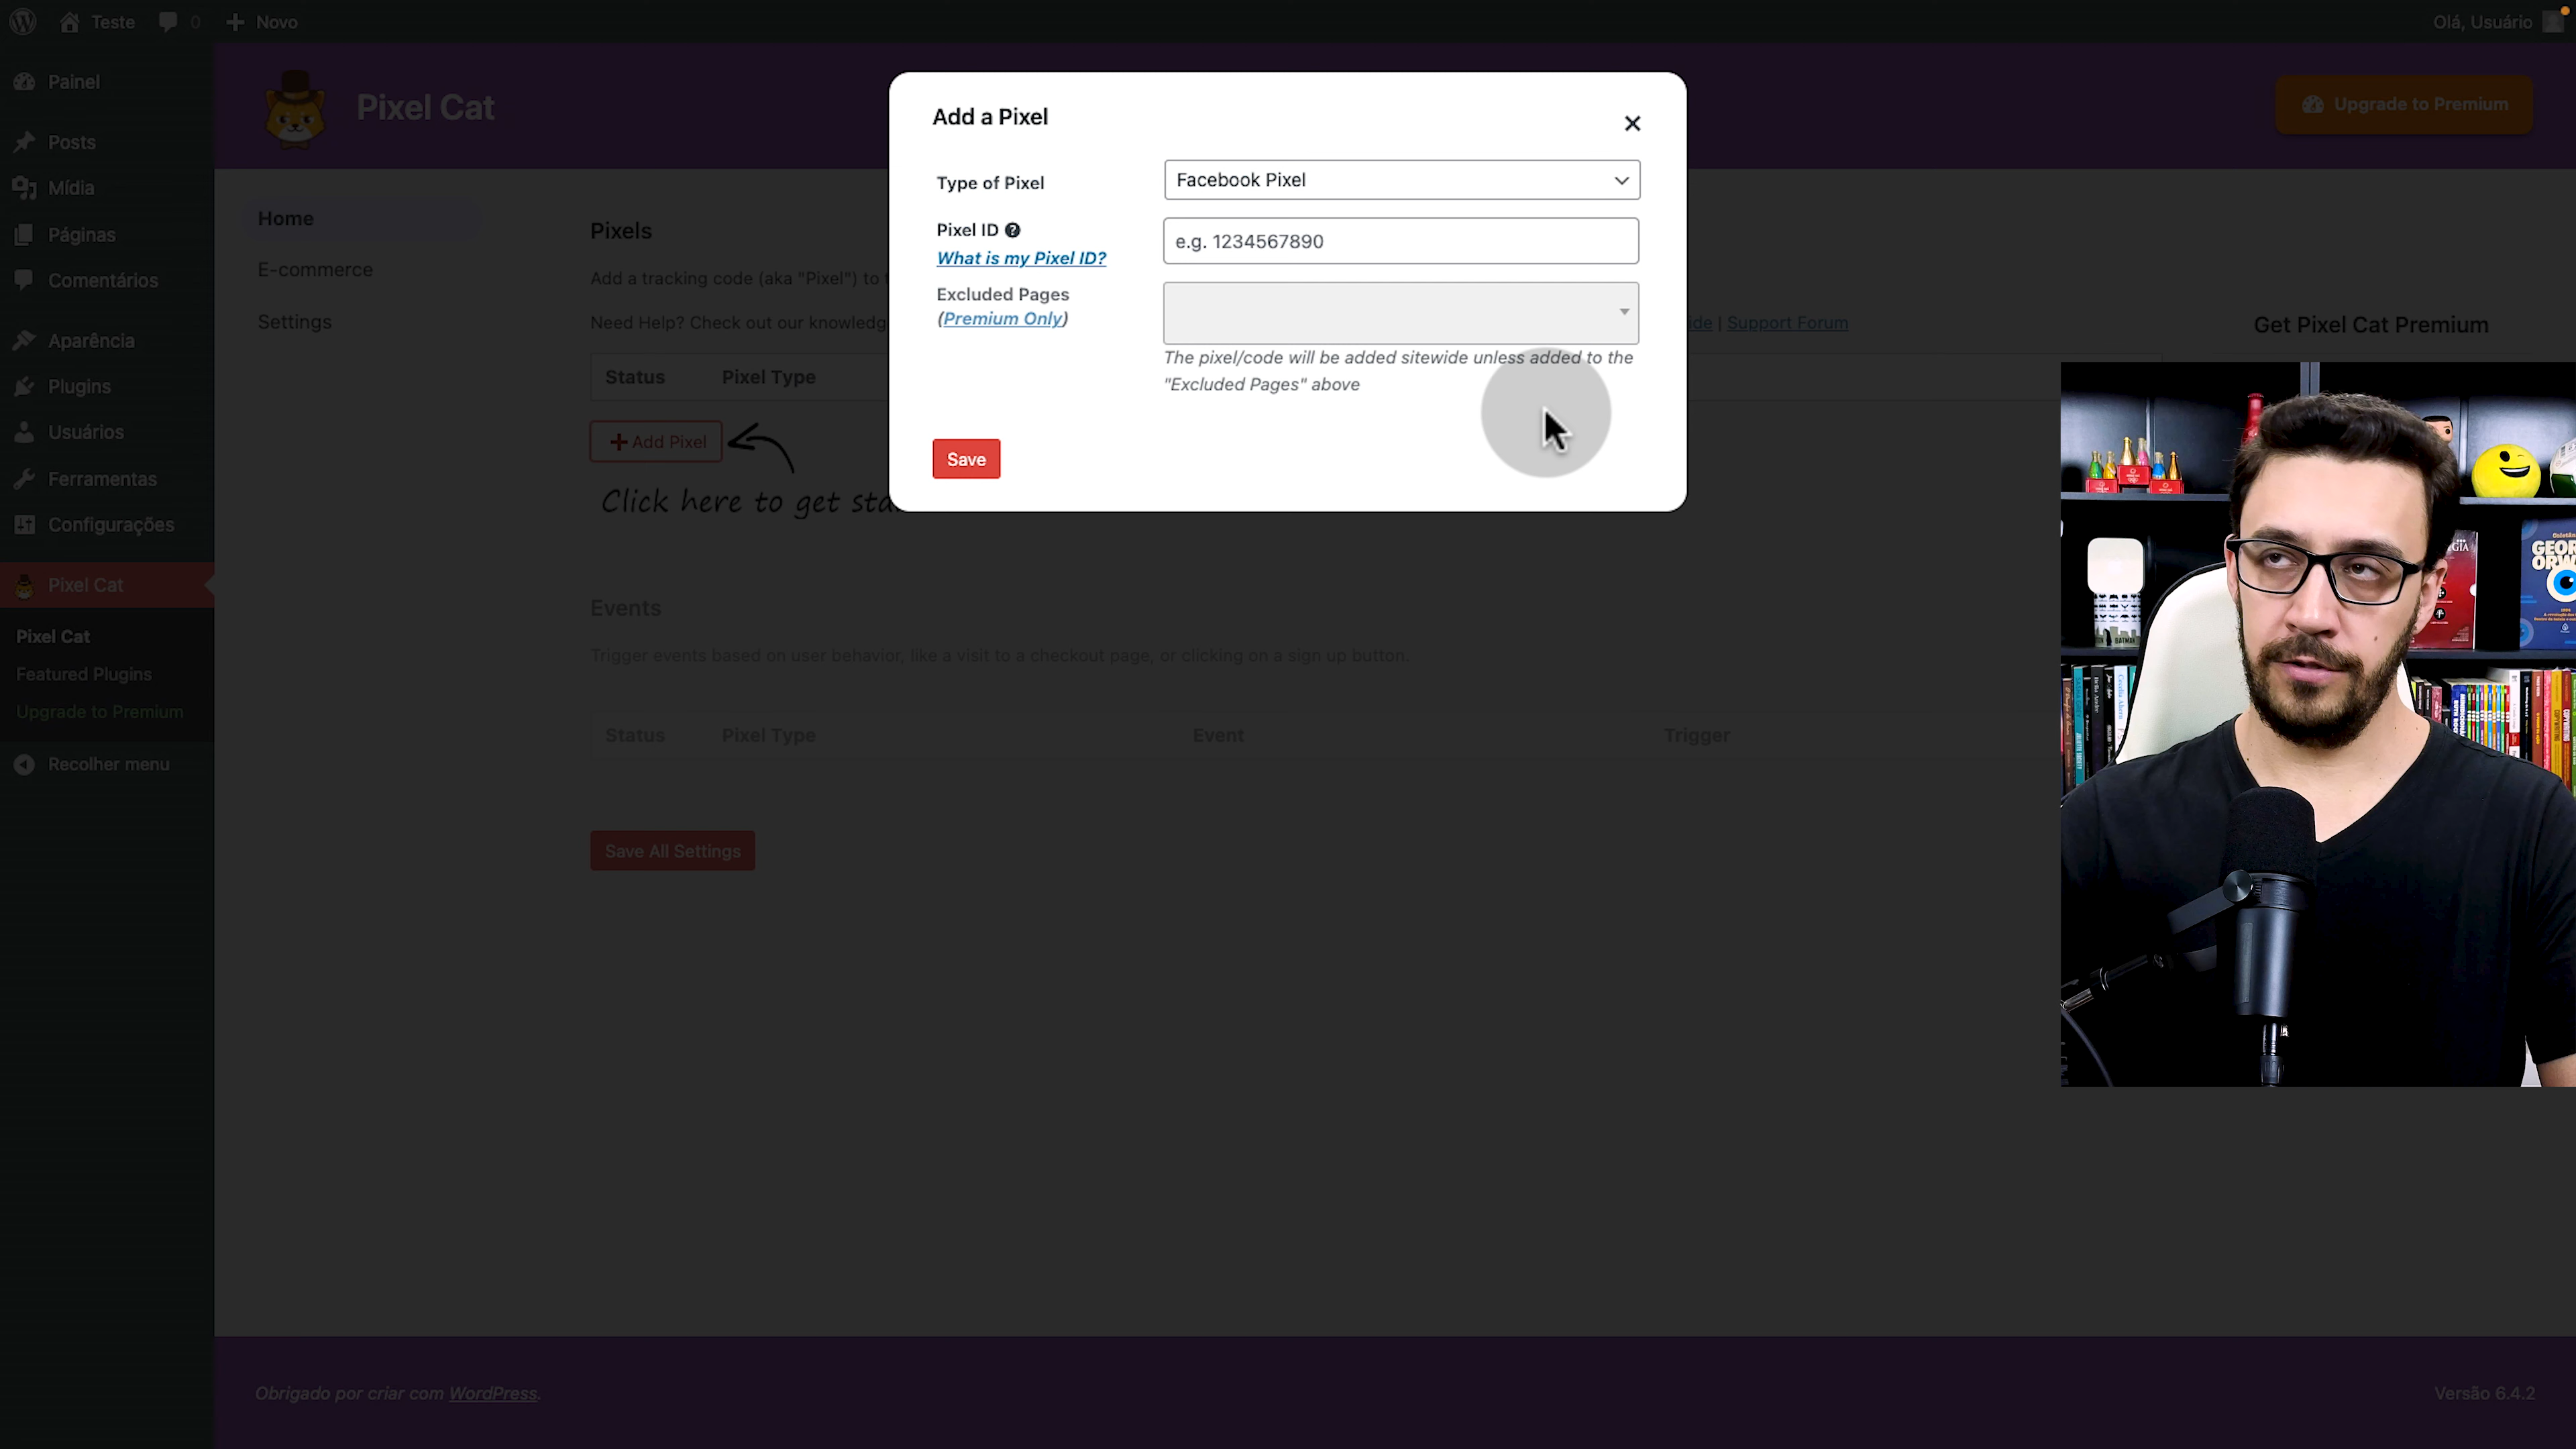 Teste
0
Novo
Olá, Usuário
Painel
Posts
Mídia
Páginas
Comentários
Aparência
Plugins
Usuários
Ferramentas
Configurações
Pixel Cat
Pixel Cat
Featured Plugins
Upgrade to Premium
Recolher menu
Pixel Cat
Upgrade to Premium
Home
E-commerce
Settings
Pixels
Add a tracking code (aka "Pixel") to
Need Help? Check out our
| Support Forum
Status Pixel Type
Add Pixel
Click here to get
Get Pixel Cat Premium
Add a Pixel
Type of Pixel
Facebook Pixel
Pixel ID
e.g. 1234567890
What is my Pixel ID?
Excluded Pages
(Premium Only)
The pixel/code will be added sitewide unless added to the
"Excluded Pages" above
Save
Events
Trigger events based on user behavior, like a visit to a checkout page, or clicking on a sign up button.
Status Pixel Type Event Trigger
Save All Settings
Obrigado por criar com WordPress.
Versão 6.4.2